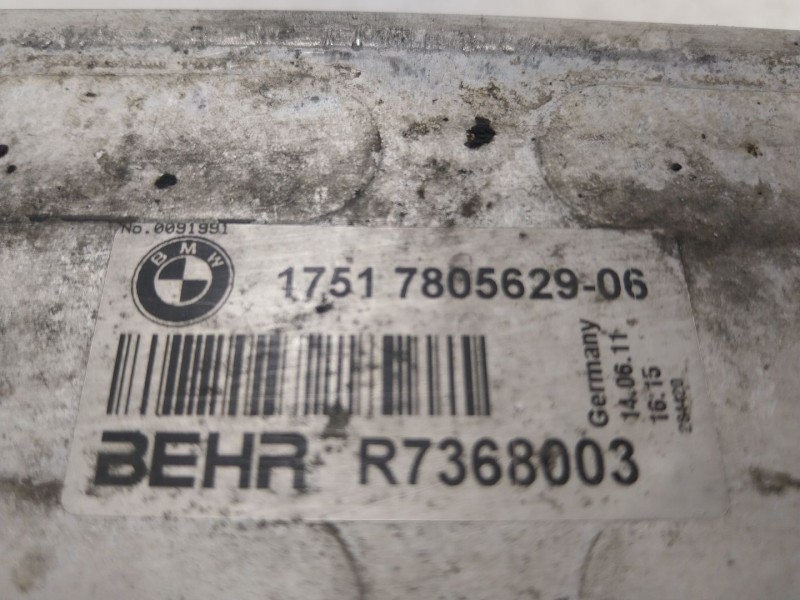 No.0091991
BMW
1751 7805629-06
Germany
14.06.11
16:15
BEHR R7368003